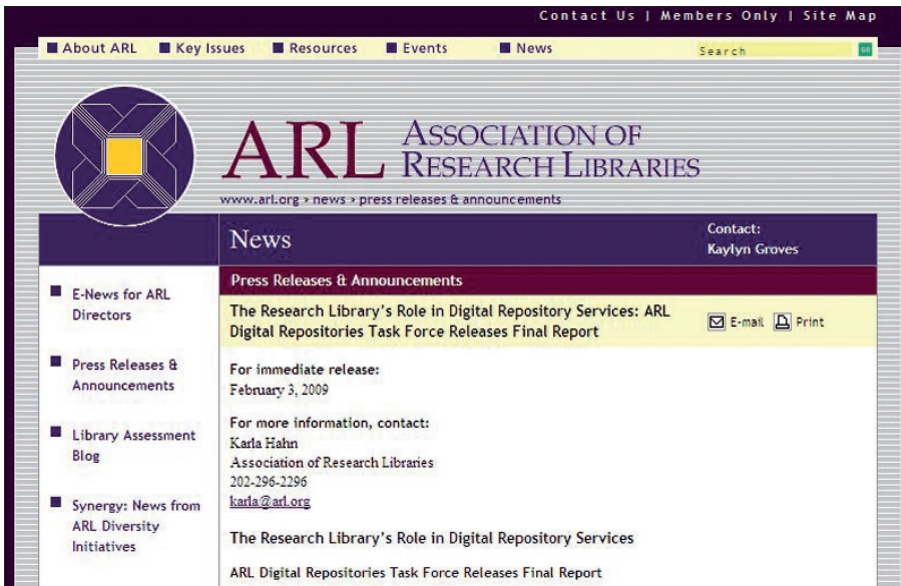 Contact Us | Members Only | Site Map
About ARL Key Issues Resources Events News Search GO
ARL ASSOCIATION OF
RESEARCH LIBRARIES
www.arl.org > news > press releases & announcements
News
Contact:
Kaylyn Groves
E-News for ARL
Directors
Press Releases &
Announcements
Library Assessment
Blog
Synergy: News from
ARL Diversity
Initiatives
Press Releases & Announcements
The Research Library's Role in Digital Repository Services: ARL
Digital Repositories Task Force Releases Final Report
E-mail Print
For immediate release:
February 3, 2009
For more information, contact:
Karla Hahn
Association of Research Libraries
202-296-2296
karla@arl.org
The Research Library's Role in Digital Repository Services
ARL Digital Repositories Task Force Releases Final Report